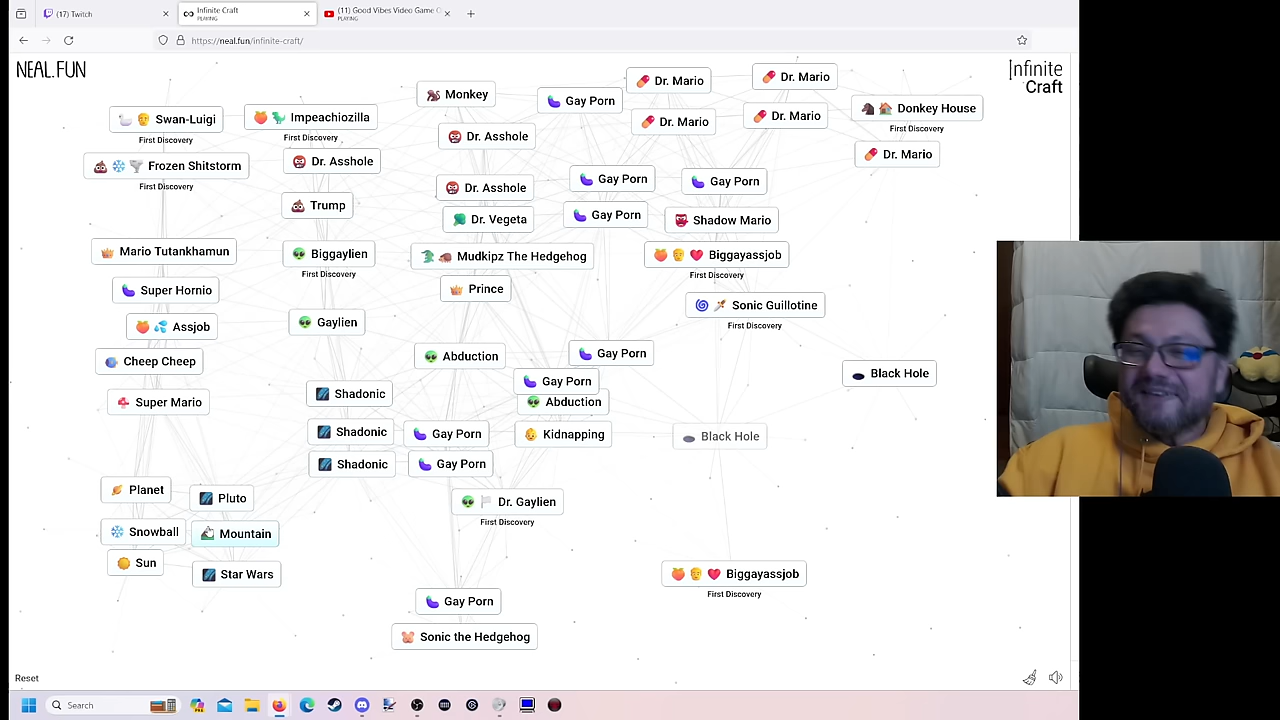 (17) Twitch
Infinite Craft
PLAYING
(11) Good Vibes Video Game
PLAYING
https://neal.fun/infinite-craft/
NEAL.FUN
Infinite
Craft
Swan-Luigi
First Discovery
Impeachiozilla
First Discovery
Monkey
Gay Porn
Dr. Mario
Dr. Mario
Dr. Mario
Dr. Mario
Donkey House
First Discovery
Dr. Mario
Frozen Shitstorm
First Discovery
Dr. Asshole
Dr. Asshole
Dr. Asshole
Gay Porn
Gay Porn
Trump
Dr. Vegeta
Gay Porn
Shadow Mario
Mario Tutankhamun
Biggaylien
First Discovery
Mudkipz The Hedgehog
Biggayassjob
First Discovery
Super Hornio
Prince
Sonic Guillotine
First Discovery
Assjob
Gaylien
Cheep Cheep
Abduction
Gay Porn
Black Hole
Super Mario
Shadonic
Gay Porn
Abduction
Shadonic
Gay Porn
Kidnapping
Black Hole
Shadonic
Gay Porn
Planet
Pluto
Dr. Gaylien
First Discovery
Snowball
Mountain
Sun
Star Wars
Biggayassjob
First Discovery
Gay Porn
Sonic the Hedgehog
Reset
Search